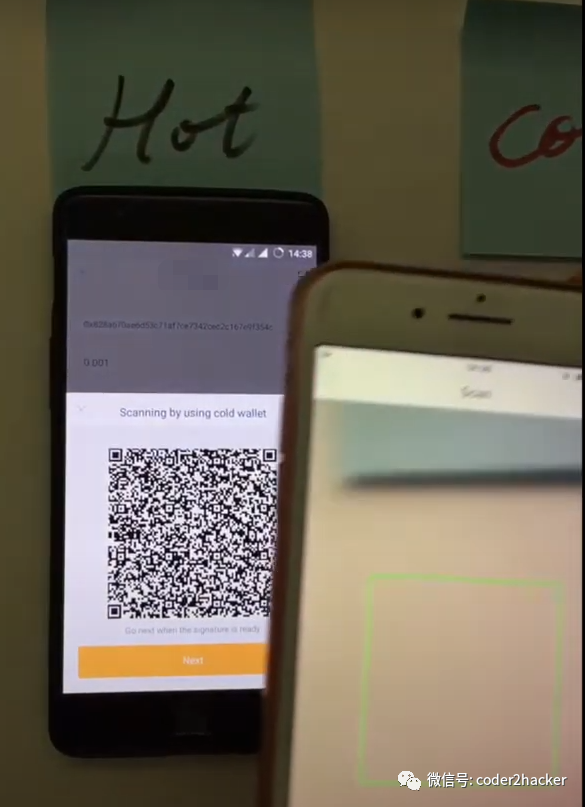 Hot
Co
14:38
0.001
Scanning by using cold wallet
Scan
Go next when the signature is ready
Next
微信号: coder2hacker